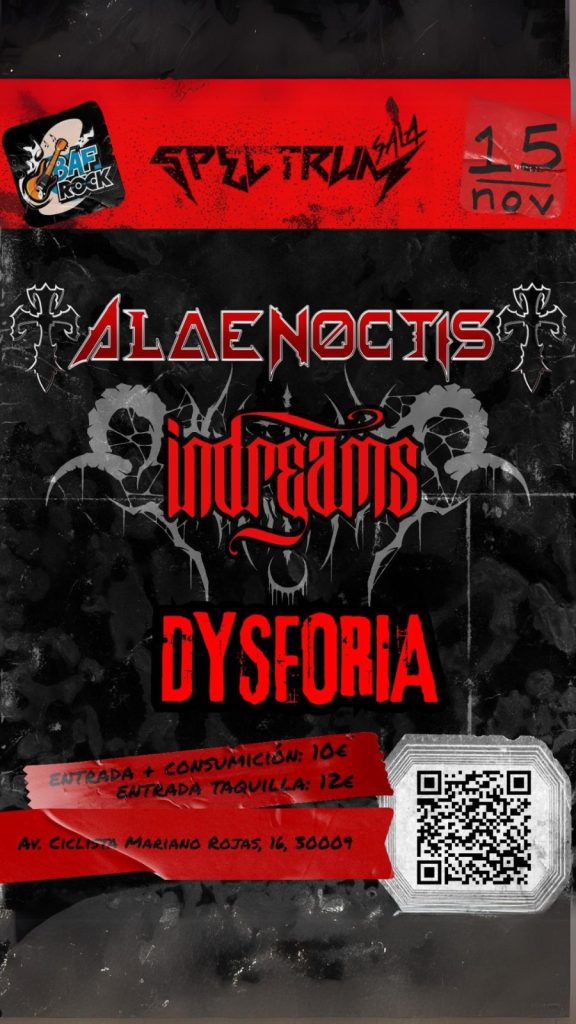 BAF
ROCK
SPECTRUM
SALA
15
nov
ALAENOCTIS
indreams
DYSFORIA
ENTRADA + CONSUMICIÓN: 10€
ENTRADA TAQUILLA: 12€
AV. CICLISTA MARIANO ROJAS, 16, 30009